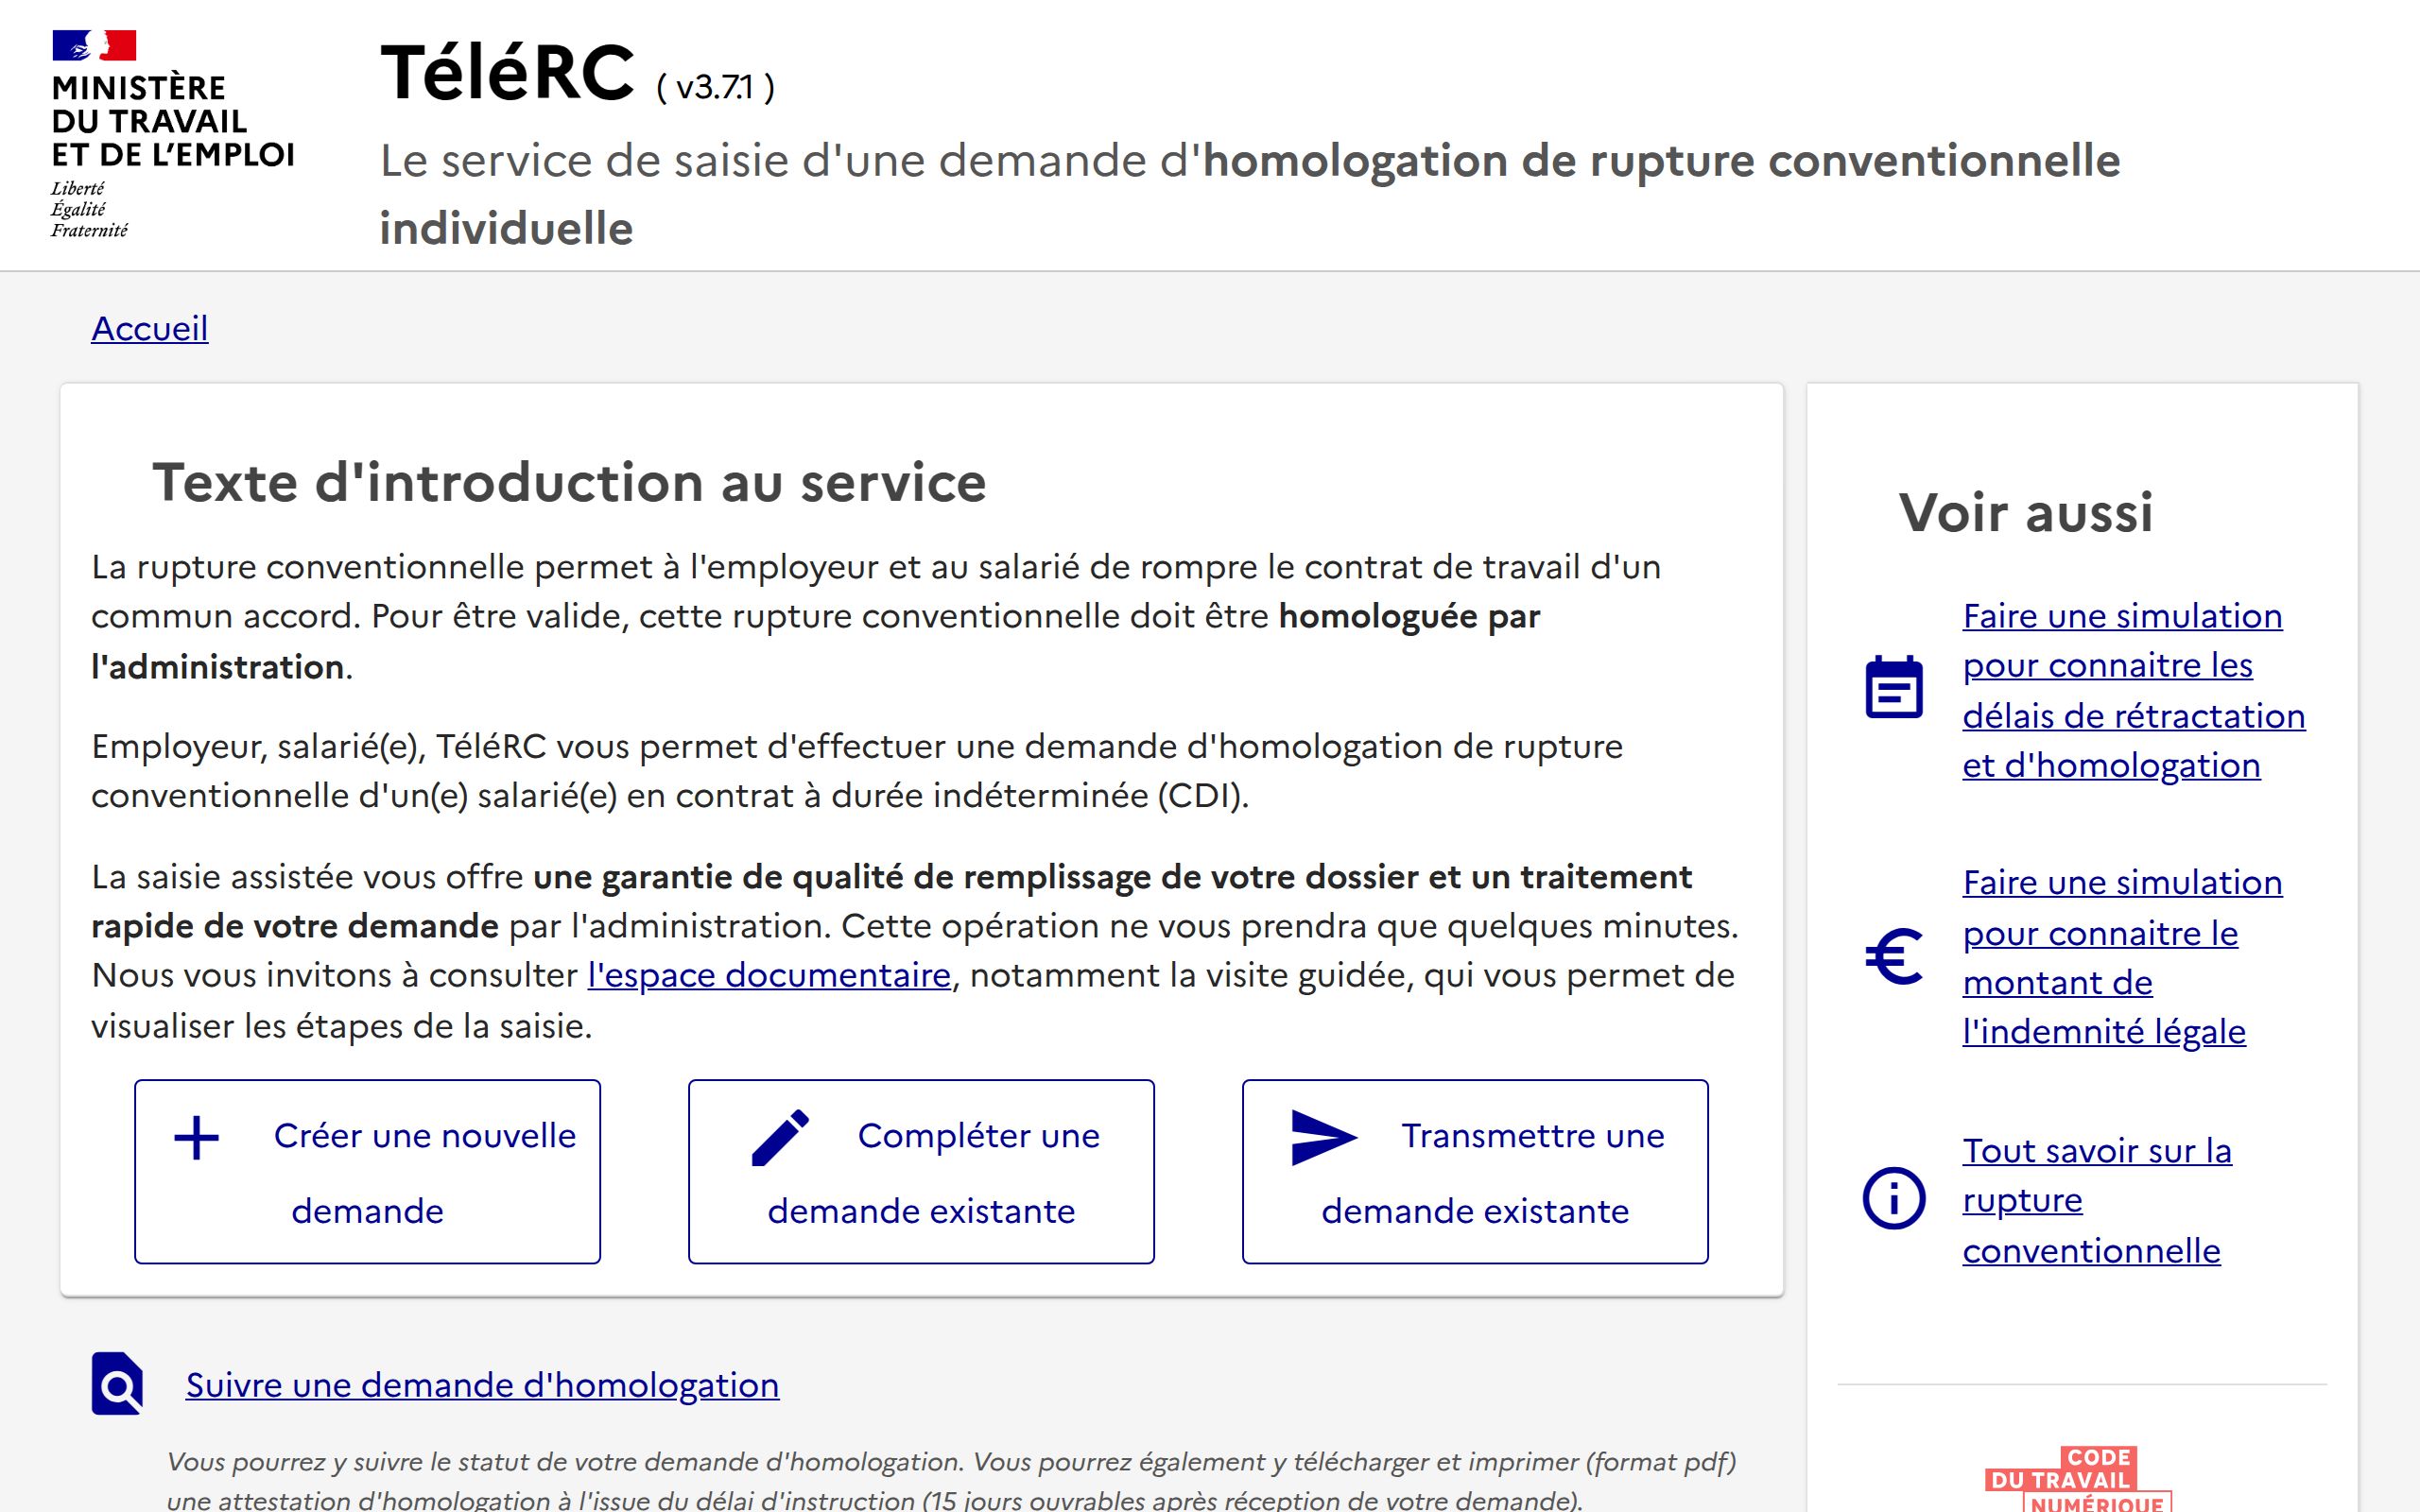 MINISTÈRE
DU TRAVAIL
ET DE L'EMPLOI
Liberté
Égalité
Fraternité
TéléRC ( v3.7.1 )
Le service de saisie d'une demande d'homologation de rupture conventionnelle
individuelle
Accueil
Texte d'introduction au service
La rupture conventionnelle permet à l'employeur et au salarié de rompre le contrat de travail d'un
commun accord. Pour être valide, cette rupture conventionnelle doit être homologuée par
l'administration.
Employeur, salarié(e), TéléRC vous permet d'effectuer une demande d'homologation de rupture
conventionnelle d'un(e) salarié(e) en contrat à durée indéterminée (CDI).
La saisie assistée vous offre une garantie de qualité de remplissage de votre dossier et un traitement
rapide de votre demande par l'administration. Cette opération ne vous prendra que quelques minutes.
Nous vous invitons à consulter l'espace documentaire, notamment la visite guidée, qui vous permet de
visualiser les étapes de la saisie.
Créer une nouvelle
demande
Compléter une
demande existante
Transmettre une
demande existante
Suivre une demande d'homologation
Vous pourrez y suivre le statut de votre demande d'homologation. Vous pourrez également y télécharger et imprimer (format pdf)
une attestation d'homologation à l'issue du délai d'instruction (15 jours ouvrables après réception de votre demande).
Voir aussi
Faire une simulation
pour connaitre les
délais de rétractation
et d'homologation
Faire une simulation
pour connaitre le
montant de
l'indemnité légale
Tout savoir sur la
rupture
conventionnelle
CODE
DU TRAVAIL
NUMÉRIQUE